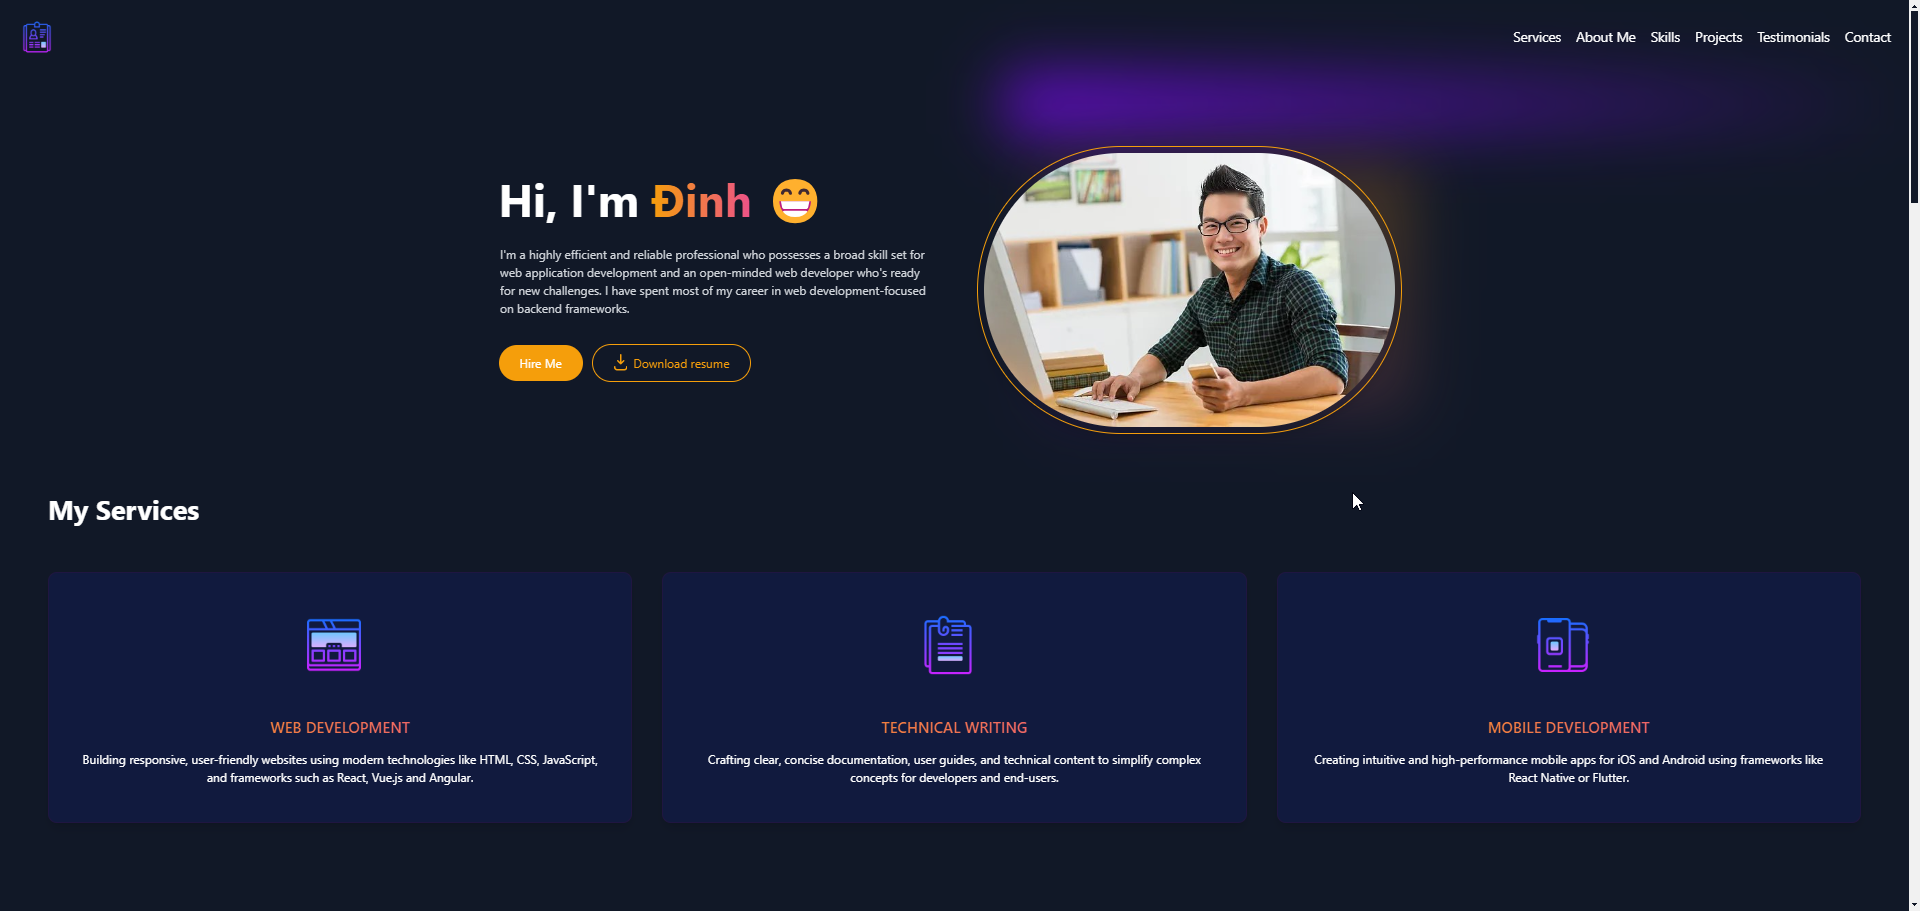 Services About Me Skills Projects Testimonials Contact
Hi, I'm Đinh 😁
I'm a highly efficient and reliable professional who possesses a broad skill set for
web application development and an open-minded web developer who's ready
for new challenges. I have spent most of my career in web development-focused
on backend frameworks.
Hire Me
Download resume
My Services
WEB DEVELOPMENT
Building responsive, user-friendly websites using modern technologies like HTML, CSS, JavaScript,
and frameworks such as React, Vue.js and Angular.
TECHNICAL WRITING
Crafting clear, concise documentation, user guides, and technical content to simplify complex
concepts for developers and end-users.
MOBILE DEVELOPMENT
Creating intuitive and high-performance mobile apps for iOS and Android using frameworks like
React Native or Flutter.